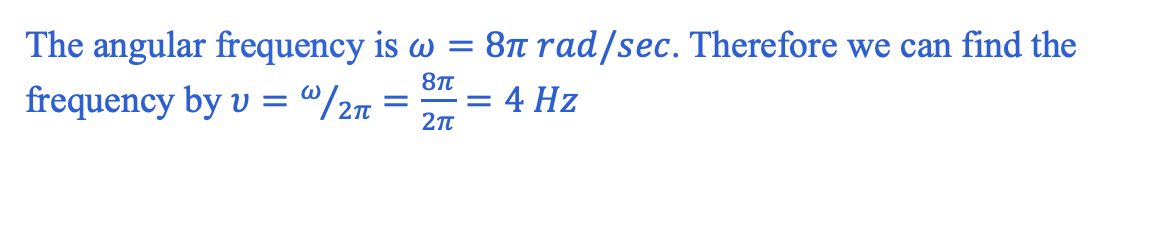 The angular frequency is ω = 8π rad/sec. Therefore we can find the
frequency by υ = ω/2π = 8π/2π = 4 Hz